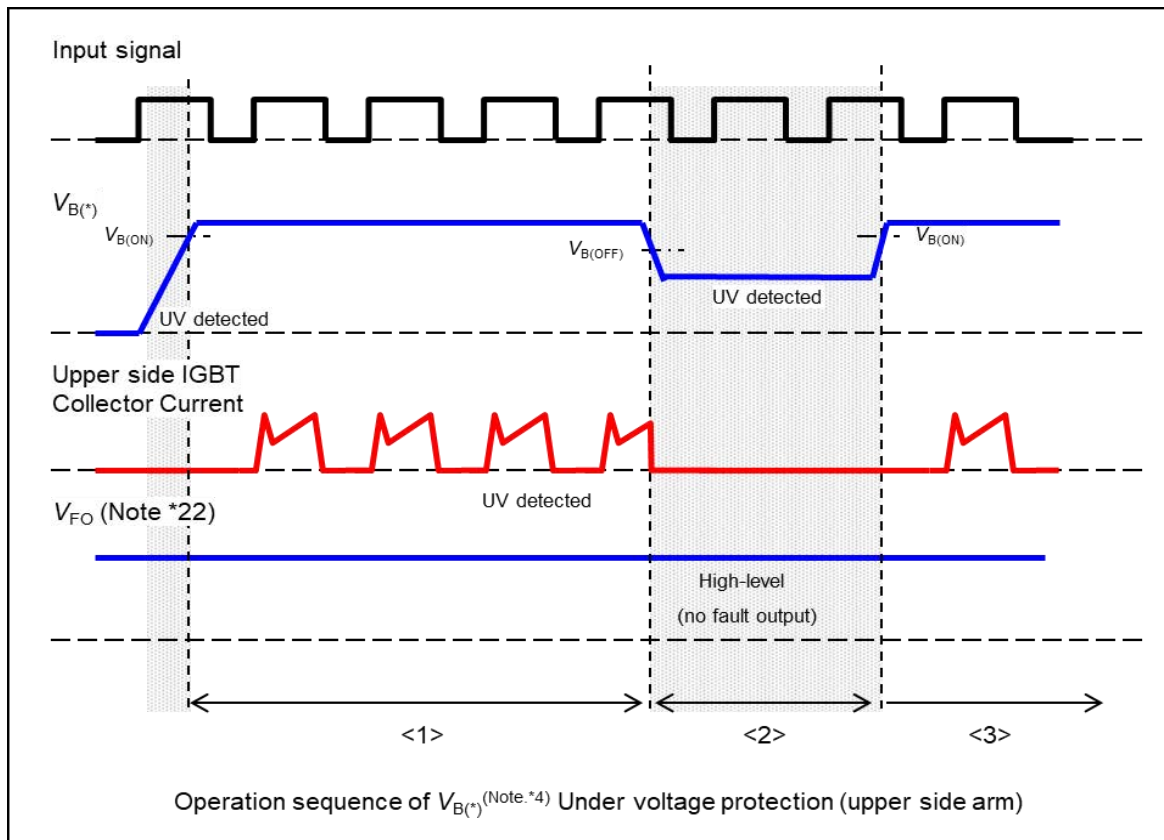 Input signal
VB(*)
VB(ON)
VB(OFF)
VB(ON)
UV detected
UV detected
Upper side IGBT
Collector Current
UV detected
VFO (Note *22)
High-level
(no fault output)
<1>
<2>
<3>
Operation sequence of VB(*)(Note.*4) Under voltage protection (upper side arm)